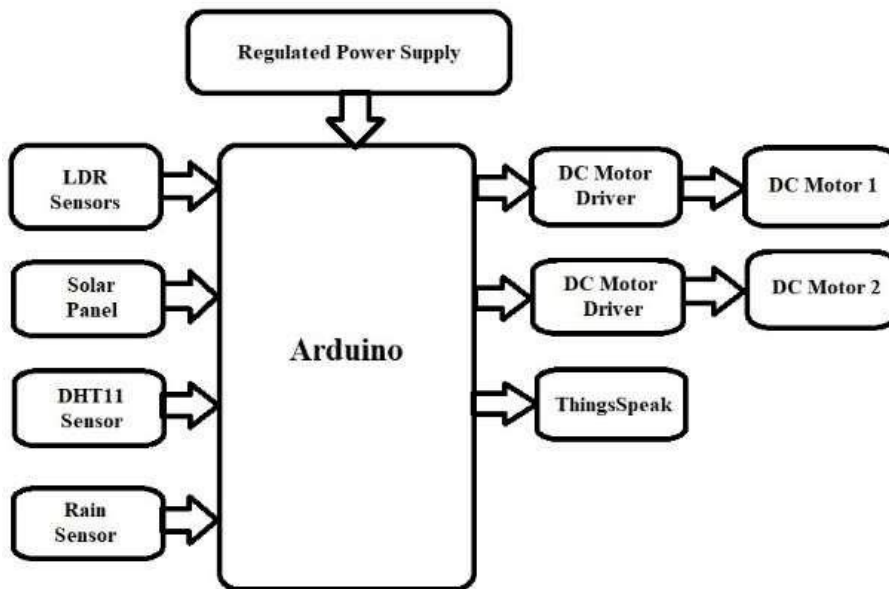 Regulated Power Supply
LDR
Sensors
DC Motor
Driver
DC Motor 1
Solar
Panel
DC Motor
Driver
DC Motor 2
Arduino
DHT11
Sensor
ThingsSpeak
Rain
Sensor